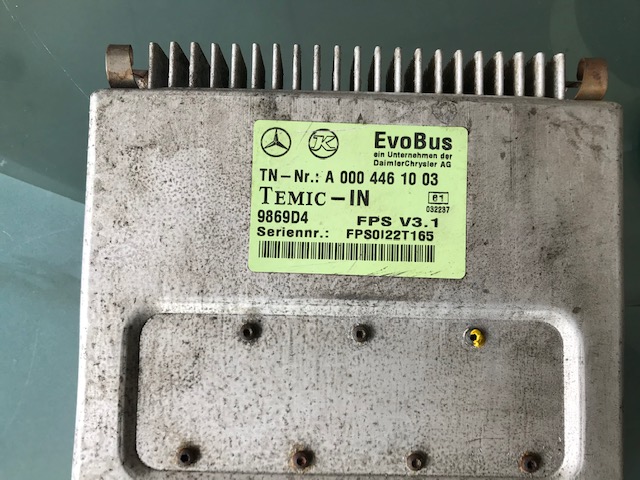 K
EvoBus
ein Unternehmen der
DaimlerChrysler AG
TN-Nr.: A 000 446 10 03
TEMIC-IN
61
032237
9869D4
FPS V3.1
Seriennr.: FPS0I22T165